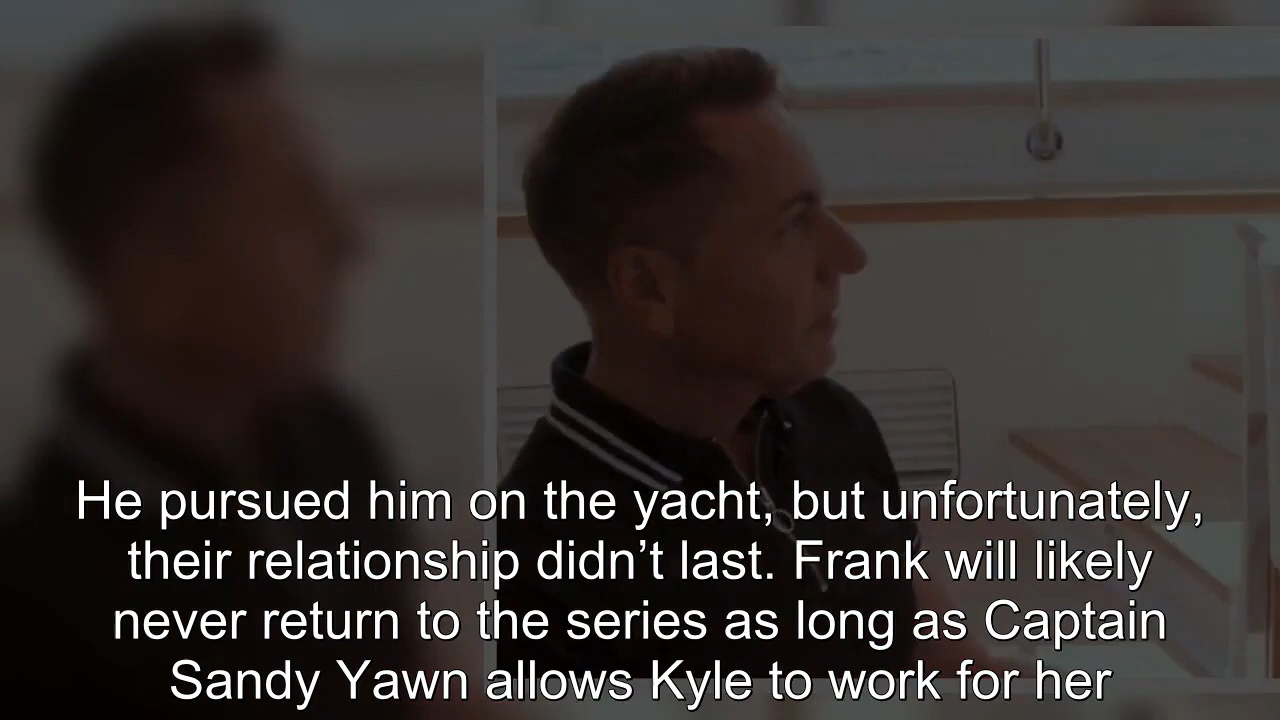 He pursued him on the yacht, but unfortunately,
their relationship didn’t last. Frank will likely
never return to the series as long as Captain
Sandy Yawn allows Kyle to work for her